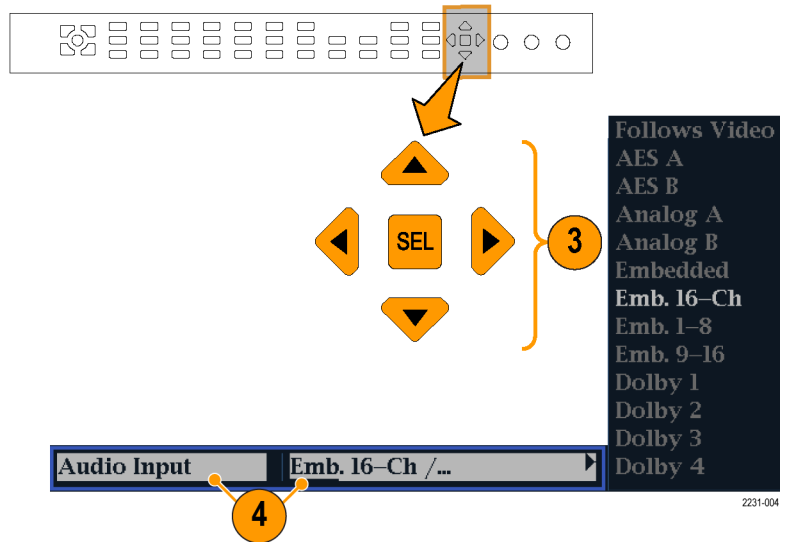 Follows Video
AES A
AES B
Analog A
SEL
3
Analog B
Embedded
Emb. 16–Ch
Emb. 1–8
Emb. 9–16
Dolby 1
Dolby 2
Dolby 3
Audio Input
Emb. 16–Ch /...
Dolby 4
4
2231-004